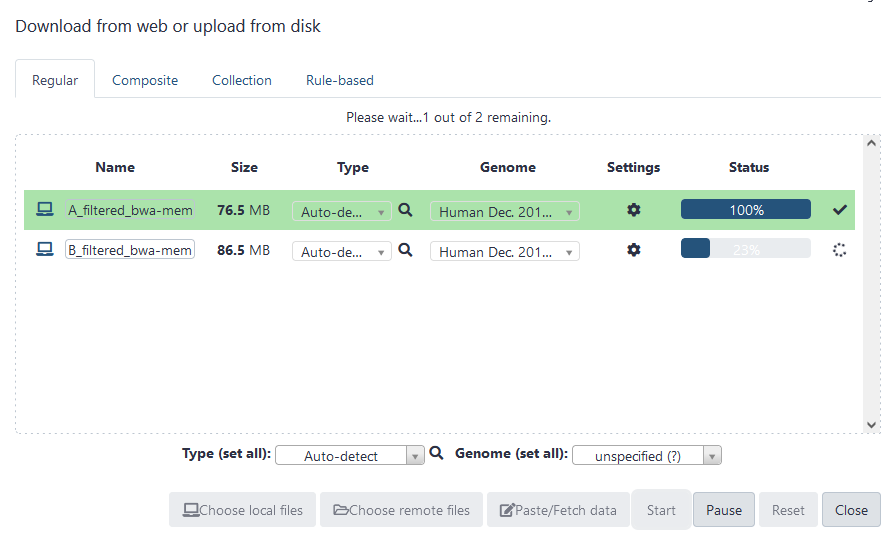 Download from web or upload from disk
Regular Composite Collection Rule-based
Please wait...1 out of 2 remaining.
Name Size Type Genome Settings Status
A_filtered_bwa-mem 76.5 MB Auto-de... Human Dec. 201... 100%
B_filtered_bwa-mem 86.5 MB Auto-de... Human Dec. 201... 23%
Type (set all): Auto-detect Genome (set all): unspecified (?)
Choose local files Choose remote files Paste/Fetch data Start Pause Reset Close